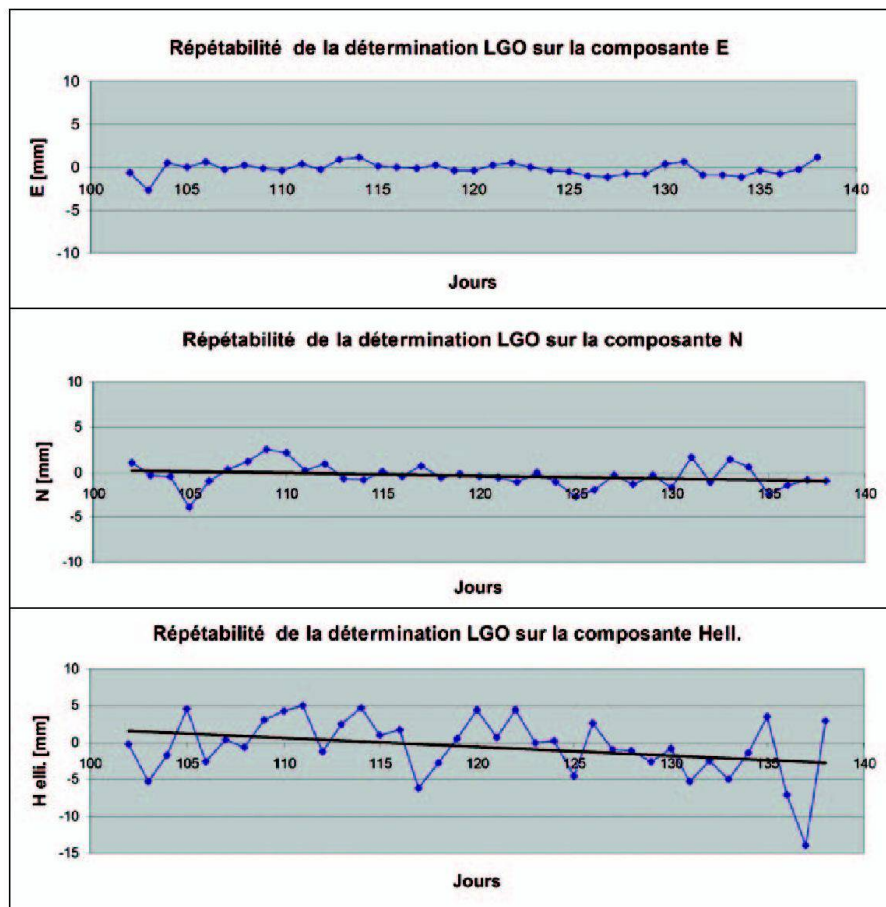 Répétabilité de la détermination LGO sur la composante E
10
5
0
-5
-10
100 105 110 115 120 125 130 135 140
E [mm]
Jours
Répétabilité de la détermination LGO sur la composante N
10
5
0
-5
-10
100 105 110 115 120 125 130 135 140
N [mm]
Jours
Répétabilité de la détermination LGO sur la composante Hell.
10
5
0
-5
-10
-15
100 105 110 115 120 125 130 135 140
H elli. [mm]
Jours